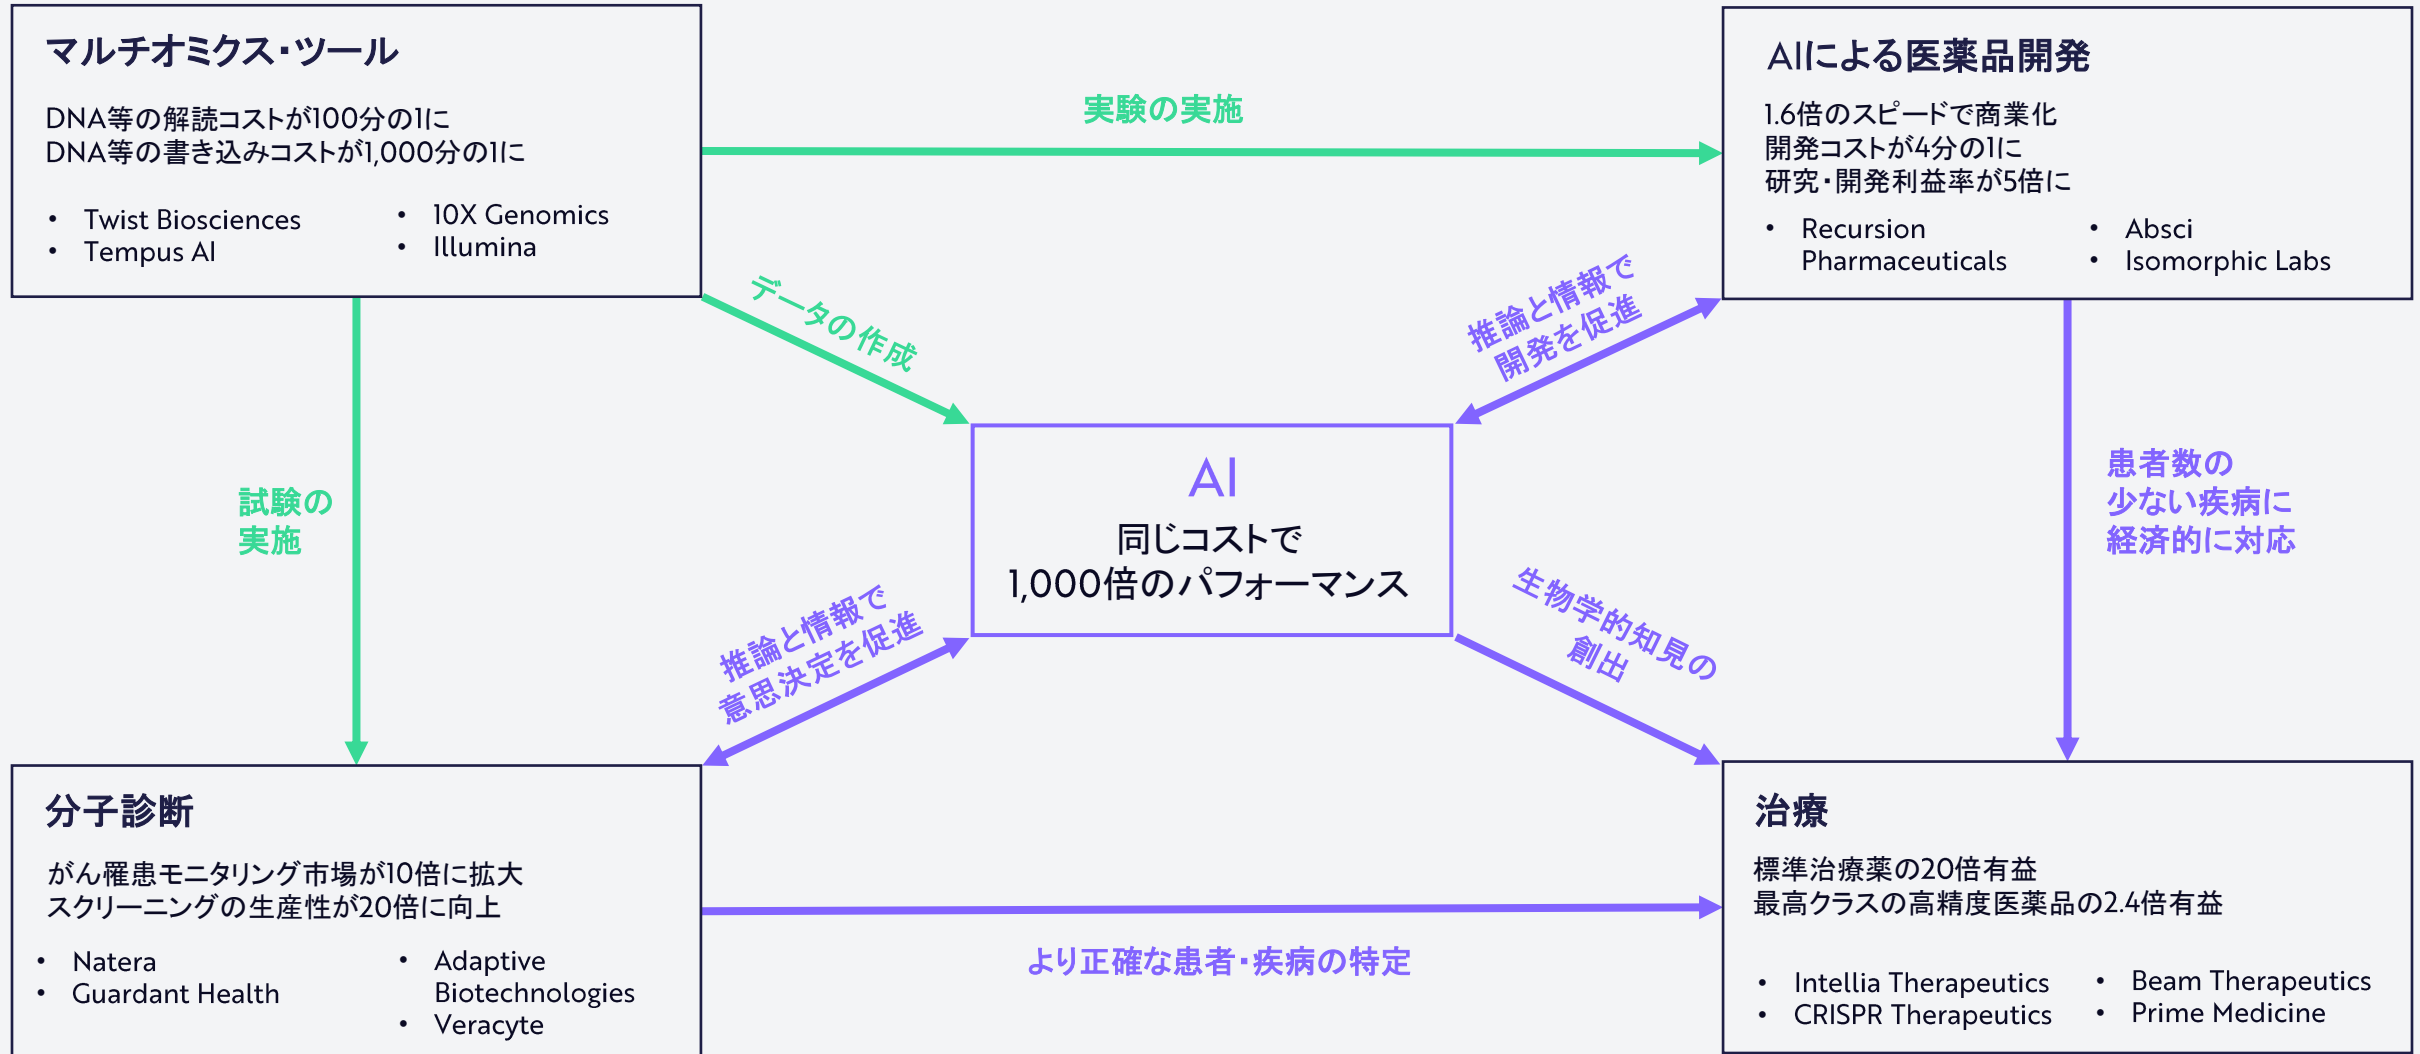 マルチオミクス・ツール
DNA等の解読コストが100分の1に
DNA等の書き込みコストが1,000分の1に
• Twist Biosciences
• Tempus AI
• 10X Genomics
• Illumina
実験の実施
AIによる医薬品開発
1.6倍のスピードで商業化
開発コストが4分の1に
研究・開発利益率が5倍に
• Recursion
Pharmaceuticals
• Absci
• Isomorphic Labs
データの作成
推論と情報で
開発を促進
試験の
実施
AI
同じコストで
1,000倍のパフォーマンス
患者数の
少ない疾病に
経済的に対応
推論と情報で
意思決定を促進
生物学的知見の
創出
分子診断
がん罹患モニタリング市場が10倍に拡大
スクリーニングの生産性が20倍に向上
• Natera
• Guardant Health
• Adaptive
Biotechnologies
• Veracyte
より正確な患者・疾病の特定
治療
標準治療薬の20倍有益
最高クラスの高精度医薬品の2.4倍有益
• Intellia Therapeutics
• CRISPR Therapeutics
• Beam Therapeutics
• Prime Medicine